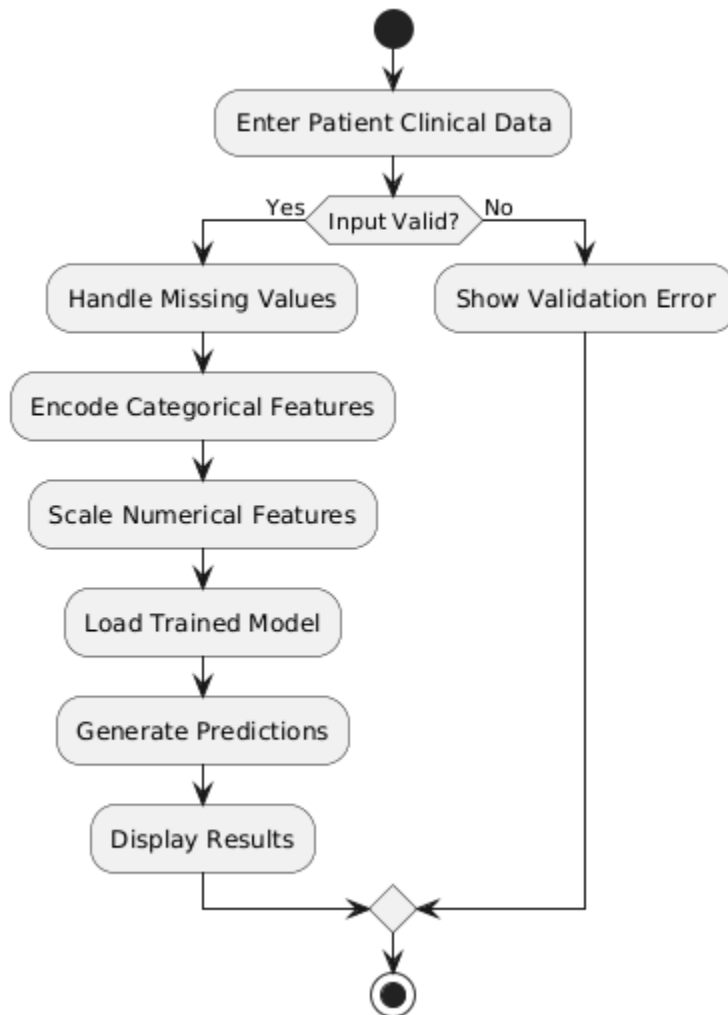 Enter Patient Clinical Data
Yes
Input Valid?
No
Handle Missing Values
Show Validation Error
Encode Categorical Features
Scale Numerical Features
Load Trained Model
Generate Predictions
Display Results